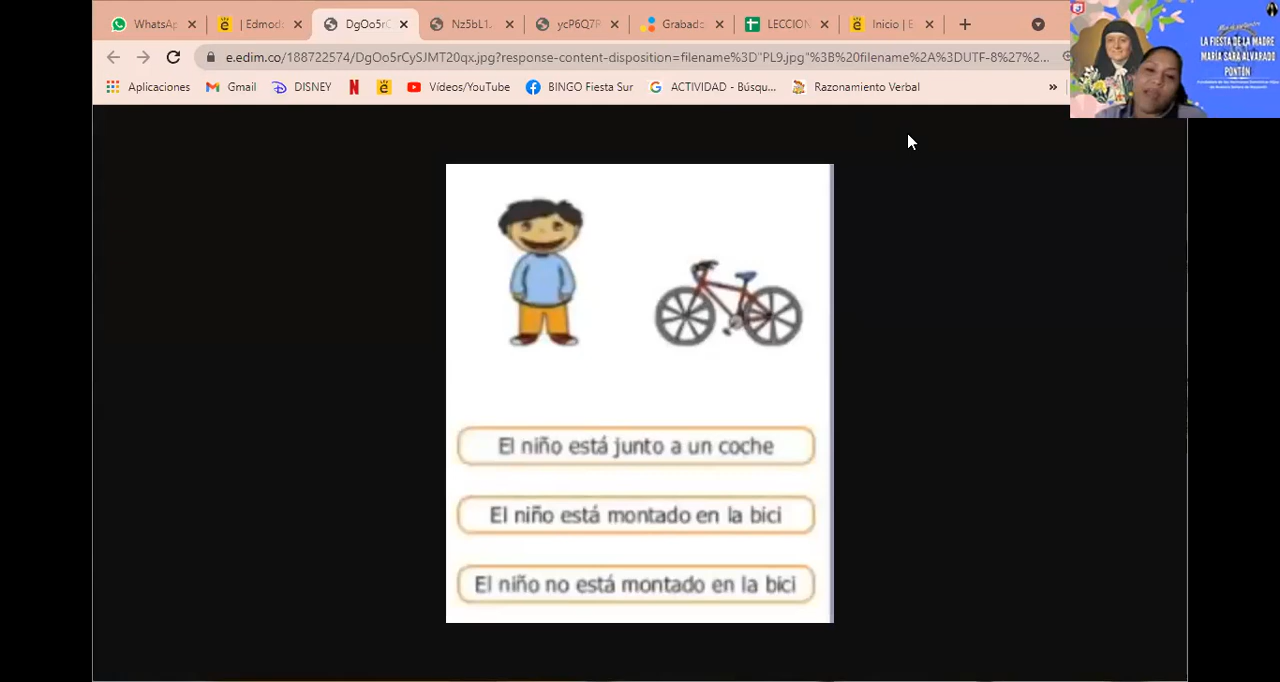 WhatsAp
| Edmod
DgOo5rC
Nz5bL1.
ycP6Q7P
Grabado
LECCION
Inicio | E
e.edim.co/188722574/DgOo5rCySJMT20qx.jpg?response-content-disposition=filename%3D"PL9.jpg"%3B%20filename%2A%3DUTF-8%27%2...
Aplicaciones
Gmail
DISNEY
Vídeos/YouTube
BINGO Fiesta Sur
ACTIVIDAD - Búsqu...
Razonamiento Verbal
»
LA FIESTA DE LA MADRE
MARIA SARA ALVARADO
PONTÓN
El niño está junto a un coche
El niño está montado en la bici
El niño no está montado en la bici